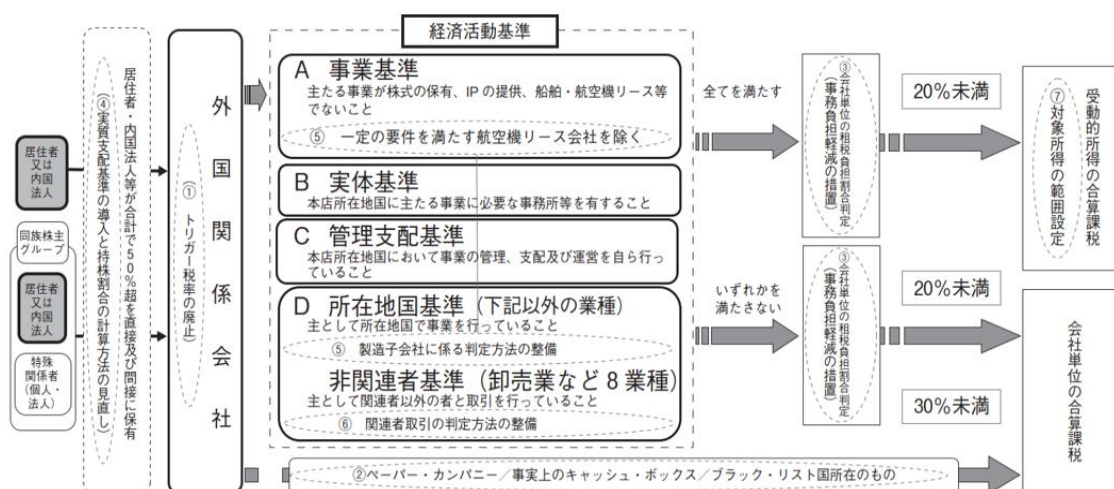 経済活動基準
居住者
又は
内国
法人
同族株主
グループ
居住者
又は
内国
法人
特殊
関係者
(個人・
法人)
居住者・内国法人等が合計で50%超を直接及び間接に保有
(④実質支配基準の導入と持株割合の計算方法の見直し)
外国関係会社
(① トリガー税率の廃止)
A 事業基準
主たる事業が株式の保有、IPの提供、船舶・航空機リース等
でないこと
⑤ 一定の要件を満たす航空機リース会社を除く
B 実体基準
本店所在地国に主たる事業に必要な事務所等を有すること
C 管理支配基準
本店所在地国において事業の管理、支配及び運営を自ら行っ
ていること
D 所在地国基準(下記以外の業種)
主として所在地国で事業を行っていること
⑤ 製造子会社に係る判定方法の整備
非関連者基準(卸売業など8業種)
主として関連者以外の者と取引を行っていること
⑥ 関連者取引の判定方法の整備
②ペーパー・カンパニー/事実上のキャッシュ・ボックス/ブラック・リスト国所在のもの
全てを満たす
③会社単位の租税負担割合判定
(事務負担軽減の措置)
20%未満
受動的所得の合算課税
⑦対象所得の範囲設定
いずれかを
満たさない
③会社単位の租税負担割合判定
(事務負担軽減の措置)
20%未満
30%未満
会社単位の合算課税